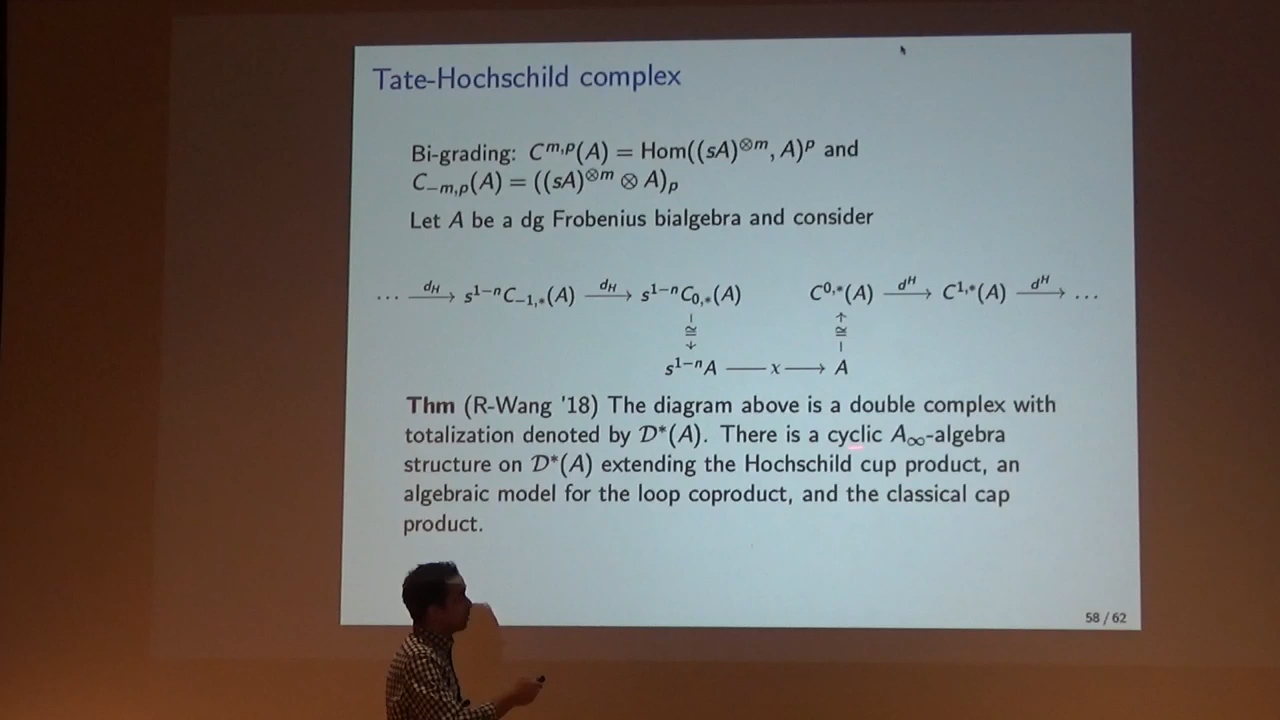 Tate-Hochschild complex
Bi-grading: C^{m,p}(A) = Hom((sA)^{⊗m}, A)^p and
C_{-m,p}(A) = ((sA)^{⊗m} ⊗ A)_p
Let A be a dg Frobenius bialgebra and consider
⋯ —d_H→ s^{1-n}C_{-1,*}(A) —d_H→ s^{1-n}C_{0,*}(A) C^{0,*}(A) —d^H→ C^{1,*}(A) —d^H→ ⋯
≅ ≅
s^{1-n}A —χ→ A
Thm (R-Wang '18) The diagram above is a double complex with
totalization denoted by 𝒟^*(A). There is a cyclic A_∞-algebra
structure on 𝒟^*(A) extending the Hochschild cup product, an
algebraic model for the loop coproduct, and the classical cap
product.
58 / 62